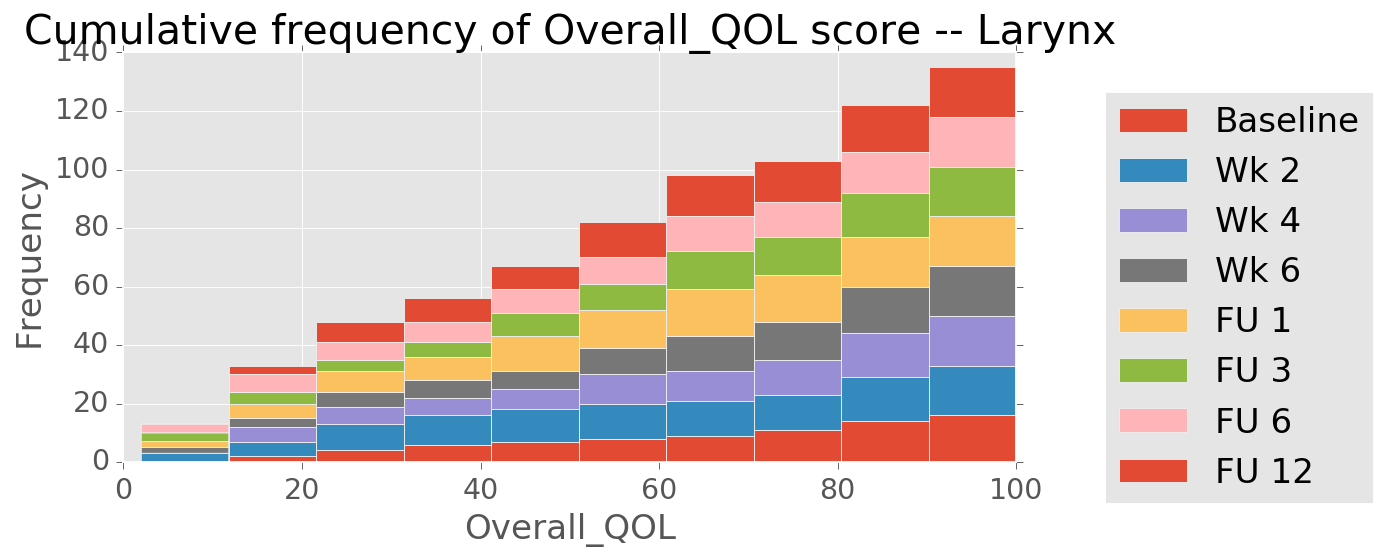 Cumulative frequency of Overall_QOL score -- Larynx
140
120
100
80
60
40
20
0
Frequency
0 20 40 60 80 100
Overall_QOL
Baseline
Wk 2
Wk 4
Wk 6
FU 1
FU 3
FU 6
FU 12